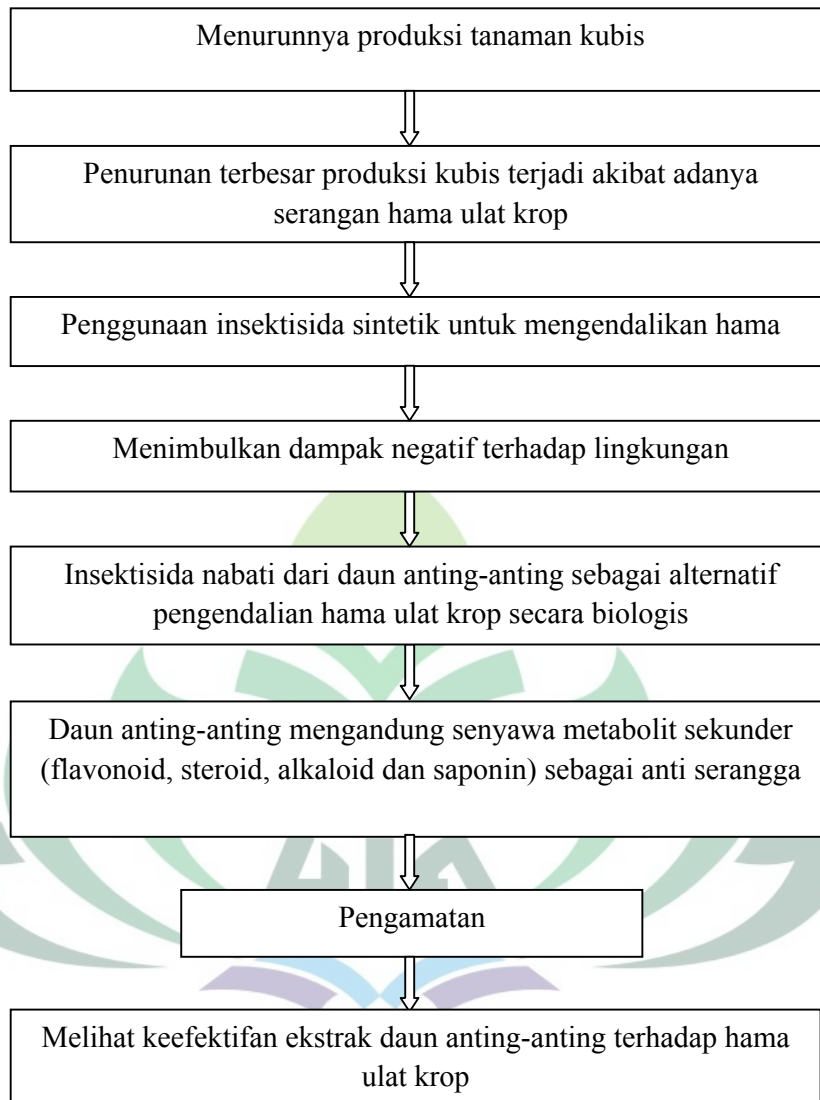 Menurunnya produksi tanaman kubis
Penurunan terbesar produksi kubis terjadi akibat adanya
serangan hama ulat krop
Penggunaan insektisida sintetik untuk mengendalikan hama
Menimbulkan dampak negatif terhadap lingkungan
Insektisida nabati dari daun anting-anting sebagai alternatif
pengendalian hama ulat krop secara biologis
Daun anting-anting mengandung senyawa metabolit sekunder
(flavonoid, steroid, alkaloid dan saponin) sebagai anti serangga
Pengamatan
Melihat keefektifan ekstrak daun anting-anting terhadap hama
ulat krop